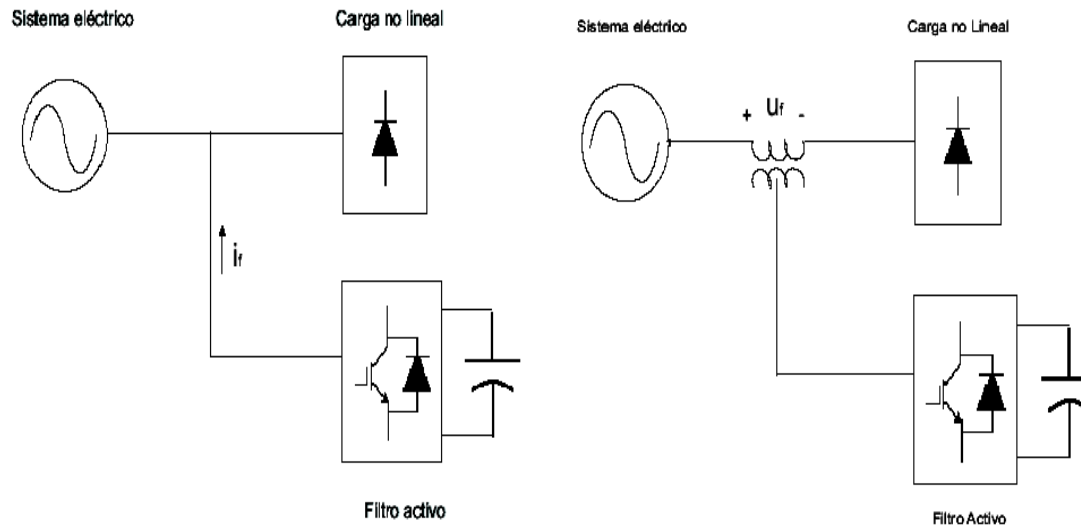 Sistema eléctrico
Carga no lineal
if
Filtro activo
Sistema eléctrico
Carga no Lineal
+ uf -
Filtro Activo